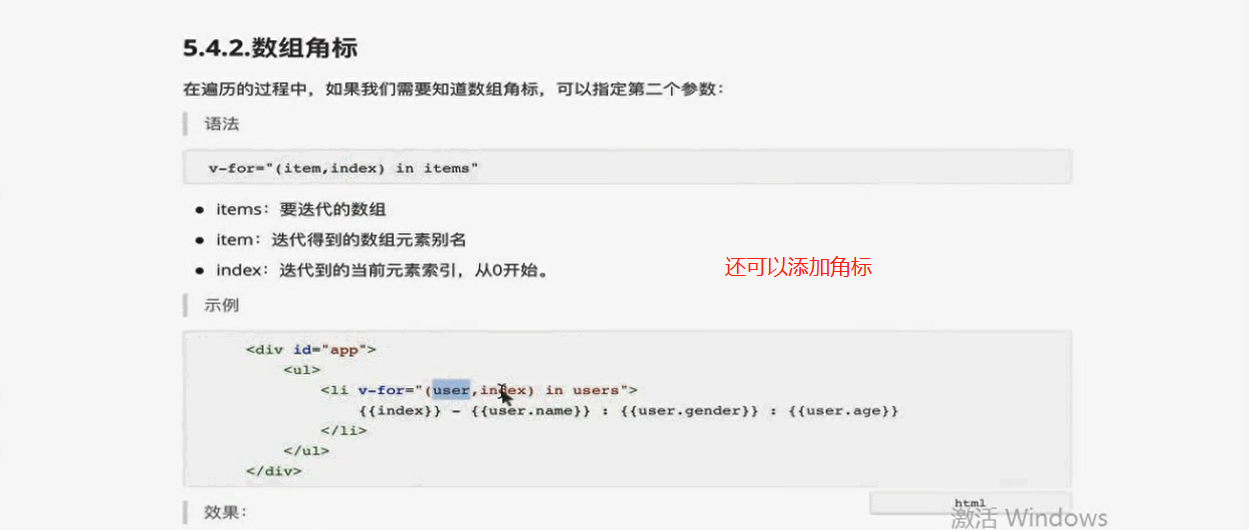 5.4.2.数组角标
在遍历的过程中，如果我们需要知道数组角标，可以指定第二个参数：
语法
v-for="(item,index) in items"
● items：要迭代的数组
● item：迭代得到的数组元素别名
● index：迭代到的当前元素索引，从0开始。
还可以添加角标
示例
<div id="app">
<ul>
<li v-for="(user,index) in users">
{{index}} - {{user.name}} : {{user.gender}} : {{user.age}}
</li>
</ul>
</div>
html
效果：
激活 Windows